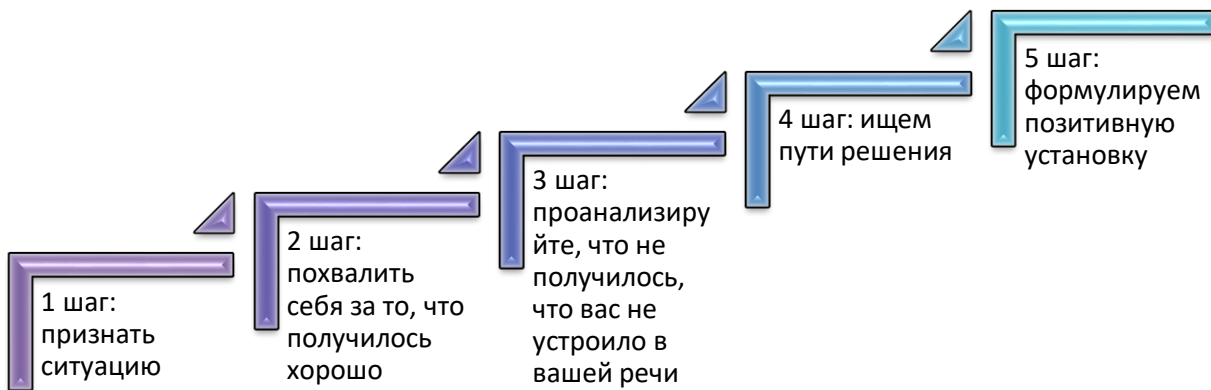 1 шаг:
признать
ситуацию
2 шаг:
похвалить
себя за то, что
получилось
хорошо
3 шаг:
проанализиру
йте, что не
получилось,
что вас не
устроило в
вашей речи
4 шаг: ищем
пути решения
5 шаг:
формулируем
позитивную
установку